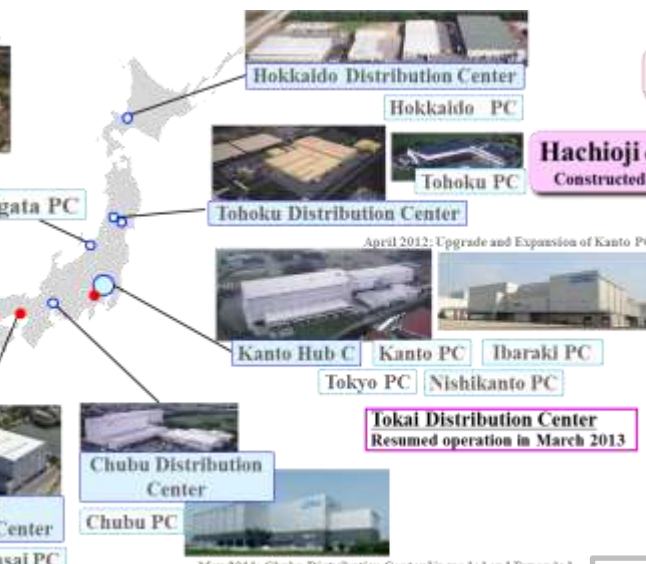 Hokkaido Distribution Center
Hokkaido PC
Hachioji
Constructed
Tohoku PC
gata PC
Tohoku Distribution Center
April 2012: Upgrade and Expansion of Kanto PC
Kanto Hub C
Kanto PC
Ibaraki PC
Tokyo PC
Nishikanto PC
Tokai Distribution Center
Resumed operation in March 2013
Chubu Distribution
Center
Chubu PC
Center
sai PC